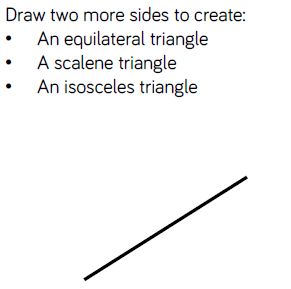 Draw two more sides to create:
• An equilateral triangle
• A scalene triangle
• An isosceles triangle